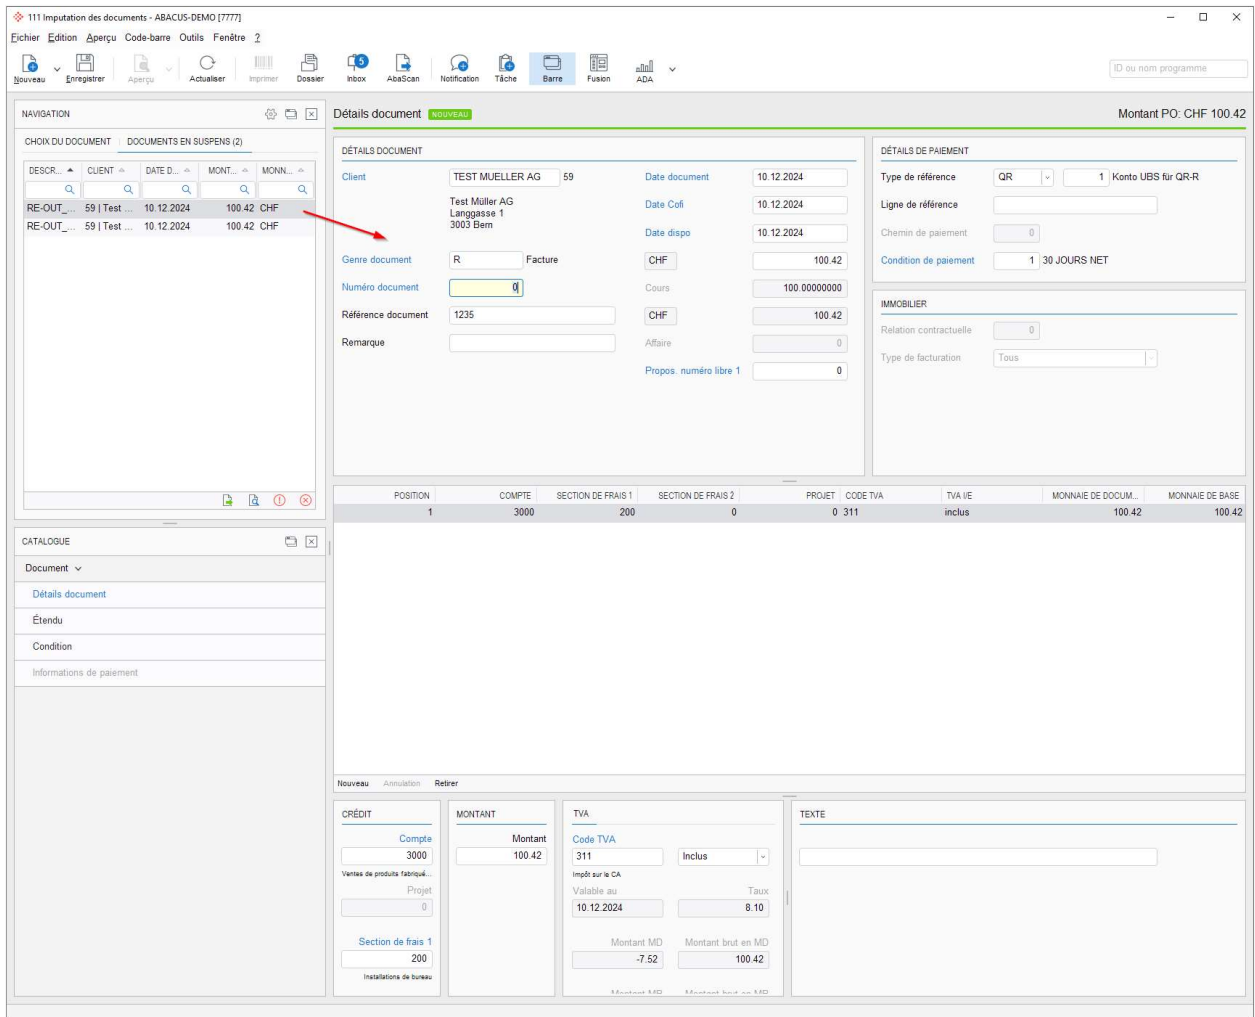 111 Imputation des documents - ABACUS-DEMO [7777]
Fichier Edition Aperçu Code-barre Outils Fenêtre ?
Nouveau Enregistrer Aperçu Actualiser Imprimer Dossier 5 Inbox AbaScan Notification Tâche Barre Fusion ADA ID ou nom programme
NAVIGATION
CHOIX DU DOCUMENT DOCUMENTS EN SUSPENS (2)
DESCR... CLIENT DATE D... MONT... MONN...
RE-OUT_... 59 | Test ... 10.12.2024 100.42 CHF
RE-OUT_... 59 | Test ... 10.12.2024 100.42 CHF
CATALOGUE
Document
Détails document
Étendu
Condition
Informations de paiement
Détails document NOUVEAU Montant PO: CHF 100.42
DÉTAILS DOCUMENT
Client TEST MUELLER AG 59
Test Müller AG
Langgasse 1
3003 Bern
Genre document R Facture
Numéro document 0
Référence document 1235
Remarque
Date document 10.12.2024
Date Cofi 10.12.2024
Date dispo 10.12.2024
CHF 100.42
Cours 100.00000000
CHF 100.42
Affaire 0
Propos. numéro libre 1 0
DÉTAILS DE PAIEMENT
Type de référence QR 1 Konto UBS für QR-R
Ligne de référence
Chemin de paiement 0
Condition de paiement 1 30 JOURS NET
IMMOBILIER
Relation contractuelle 0
Type de facturation Tous
POSITION COMPTE SECTION DE FRAIS 1 SECTION DE FRAIS 2 PROJET CODE TVA TVA I/E MONNAIE DE DOCUM... MONNAIE DE BASE
1 3000 200 0 0 311 inclus 100.42 100.42
Nouveau Annulation Retirer
CRÉDIT
Compte
3000
Ventes de produits fabriqué...
Projet
0
Section de frais 1
200
Installations de bureau
MONTANT
Montant
100.42
TVA
Code TVA
311 Inclus
Impôt sur le CA
Valable au Taux
10.12.2024 8.10
Montant MD Montant brut en MD
-7.52 100.42
Montant MB Montant brut en MB
TEXTE